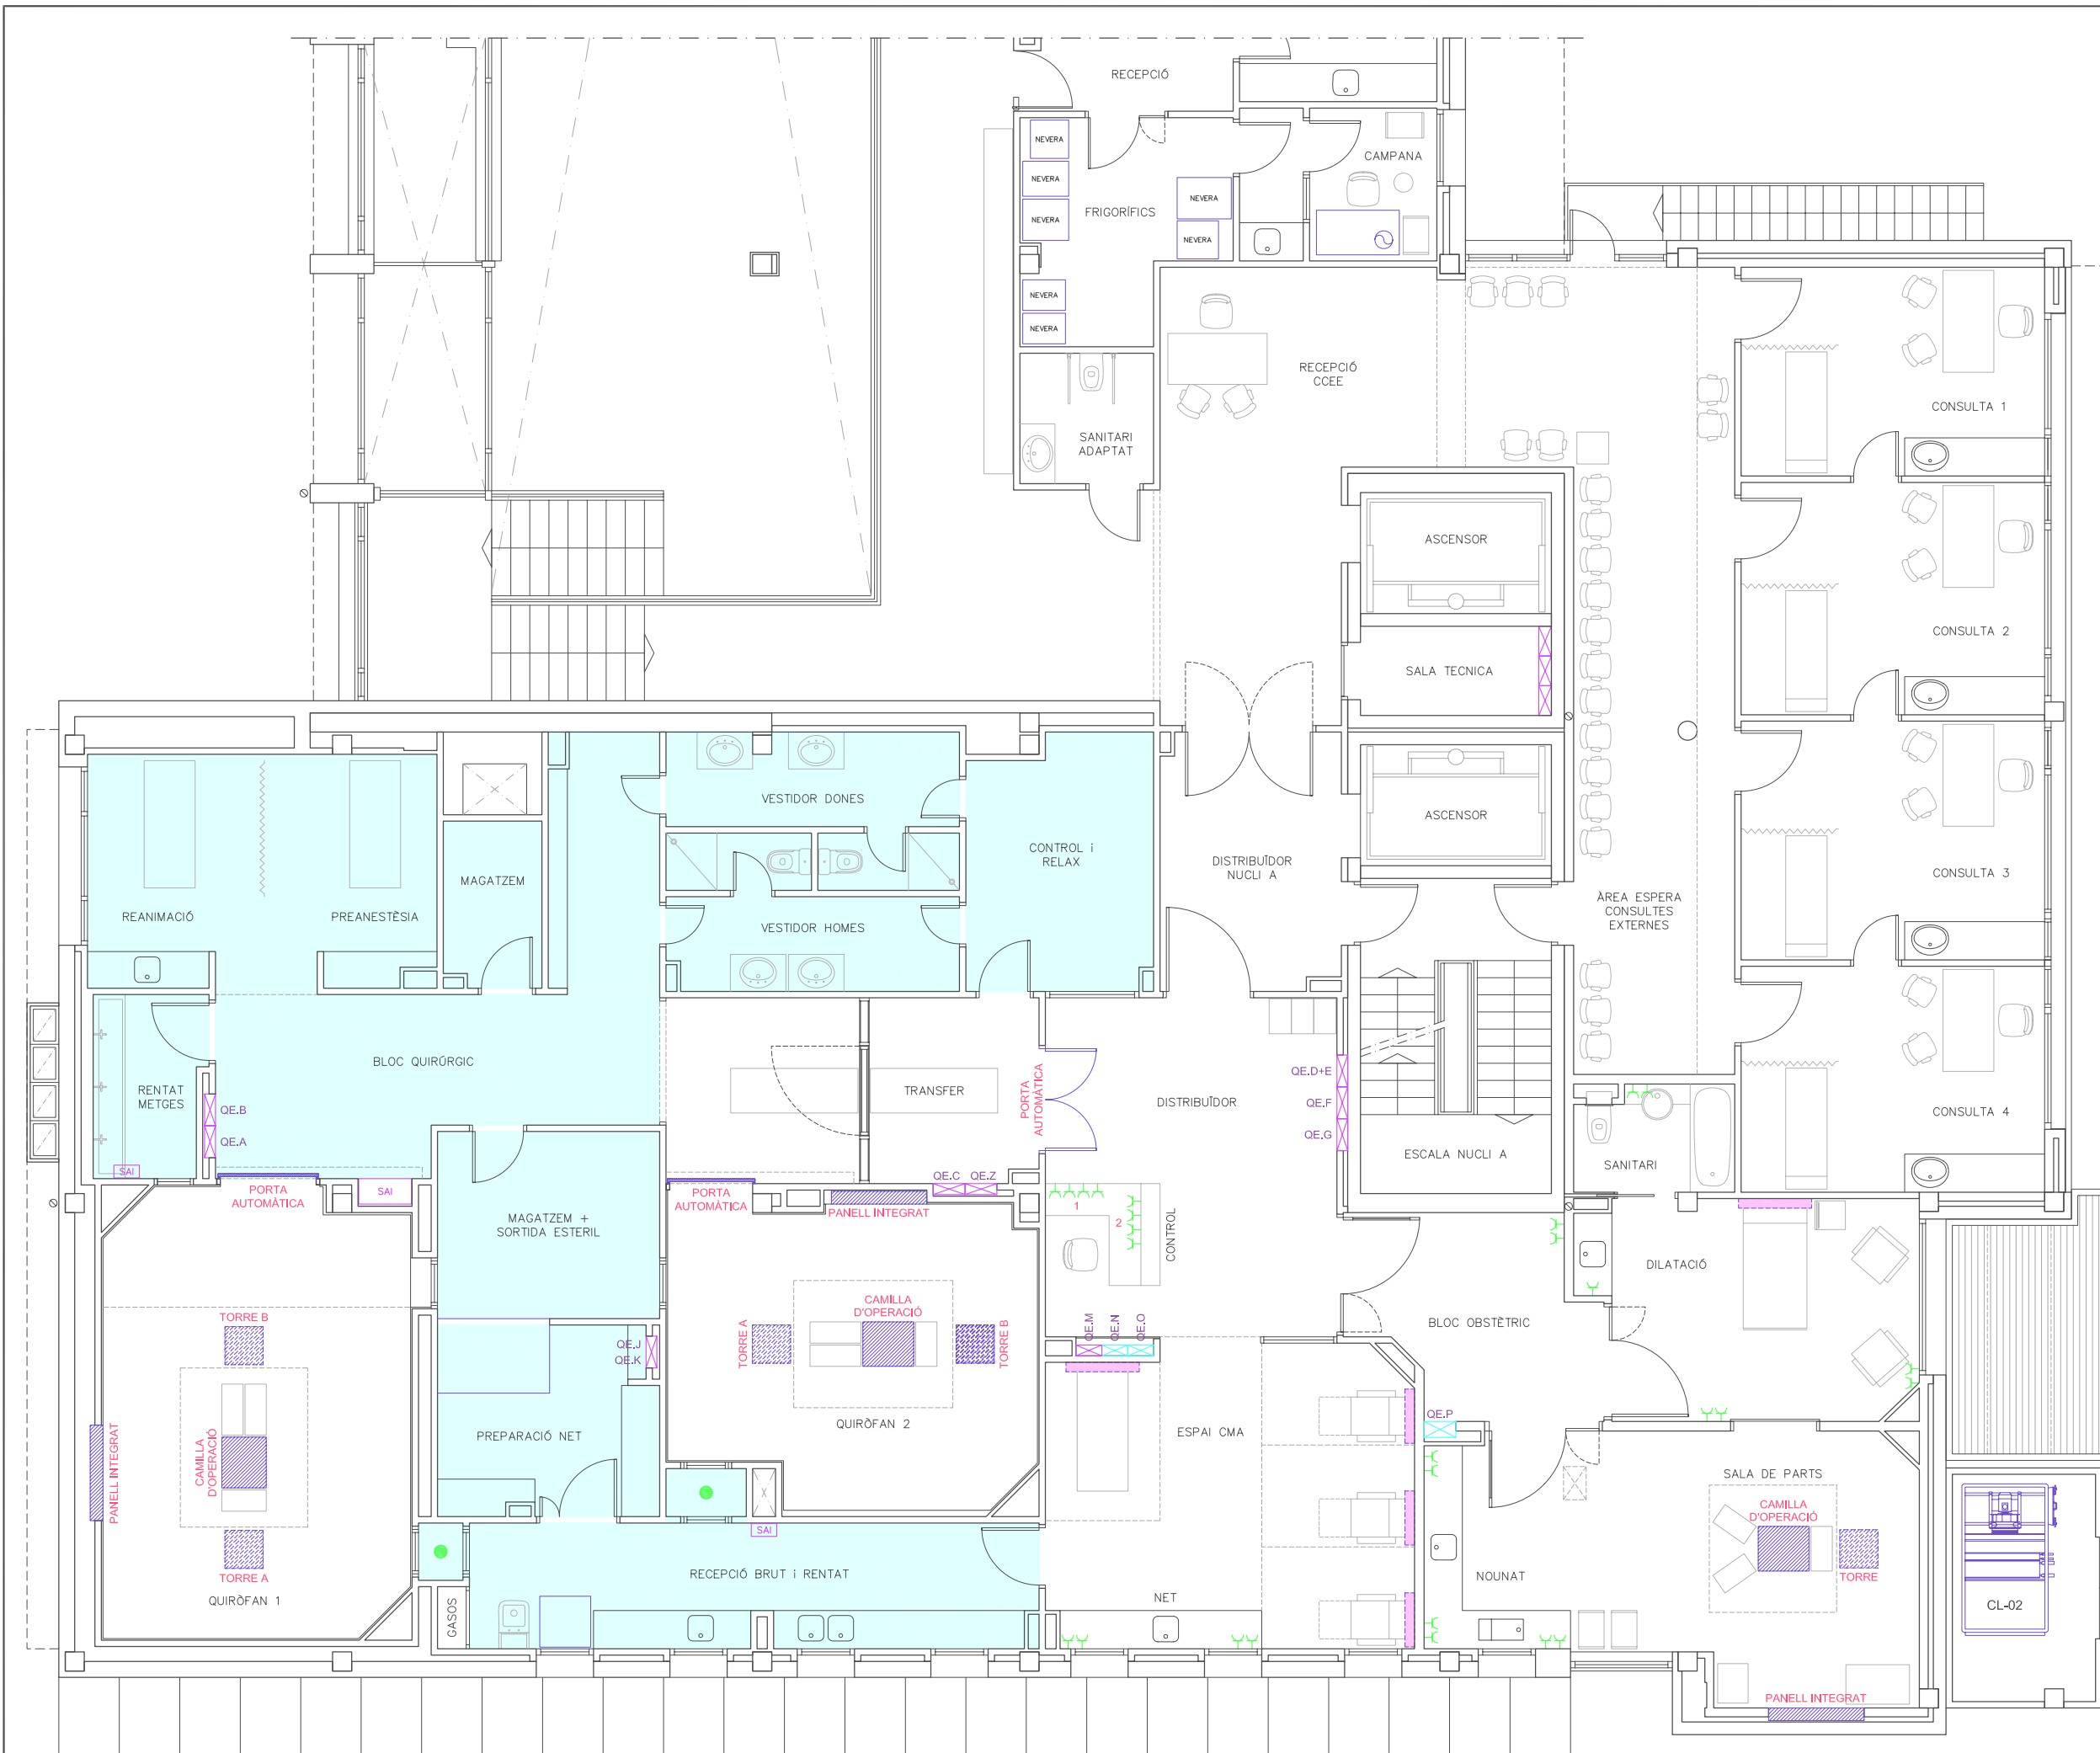 RECEPCIÓ
NEVERA
NEVERA
NEVERA
NEVERA
NEVERA
NEVERA
NEVERA
FRIGORÍFICS
CAMPANA
RECEPCIÓ
CCEE
SANITARI
ADAPTAT
CONSULTA 1
ASCENSOR
SALA TECNICA
CONSULTA 2
ASCENSOR
CONSULTA 3
ÀREA ESPERA
CONSULTES
EXTERNES
DISTRIBUÏDOR
NUCLI A
VESTIDOR DONES
CONTROL i
RELAX
MAGATZEM
REANIMACIÓ
PREANESTÈSIA
VESTIDOR HOMES
BLOC QUIRÚRGIC
RENTAT
METGES
QE.B
QE.A
SAI
SAI
TRANSFER
PORTA
AUTOMÀTICA
DISTRIBUÏDOR
QE.D+E
QE.F
QE.G
ESCALA NUCLI A
SANITARI
CONSULTA 4
PORTA
AUTOMÀTICA
MAGATZEM +
SORTIDA ESTERIL
PORTA
AUTOMÀTICA
QE.C
QE.Z
PANELL INTEGRAT
1
2
CONTROL
DILATACIÓ
BLOC OBSTÈTRIC
TORRE B
CAMILLA
D'OPERACIÓ
TORRE A
PANELL INTEGRAT
QUIRÒFAN 1
QE.J
QE.K
PREPARACIÓ NET
TORRE A
CAMILLA
D'OPERACIÓ
TORRE B
QUIRÒFAN 2
QE.M
QE.N
QE.O
ESPAI CMA
QE.P
SALA DE PARTS
CAMILLA
D'OPERACIÓ
TORRE
NOUNAT
SAI
RECEPCIÓ BRUT i RENTAT
GASOS
NET
CL-02
PANELL INTEGRAT